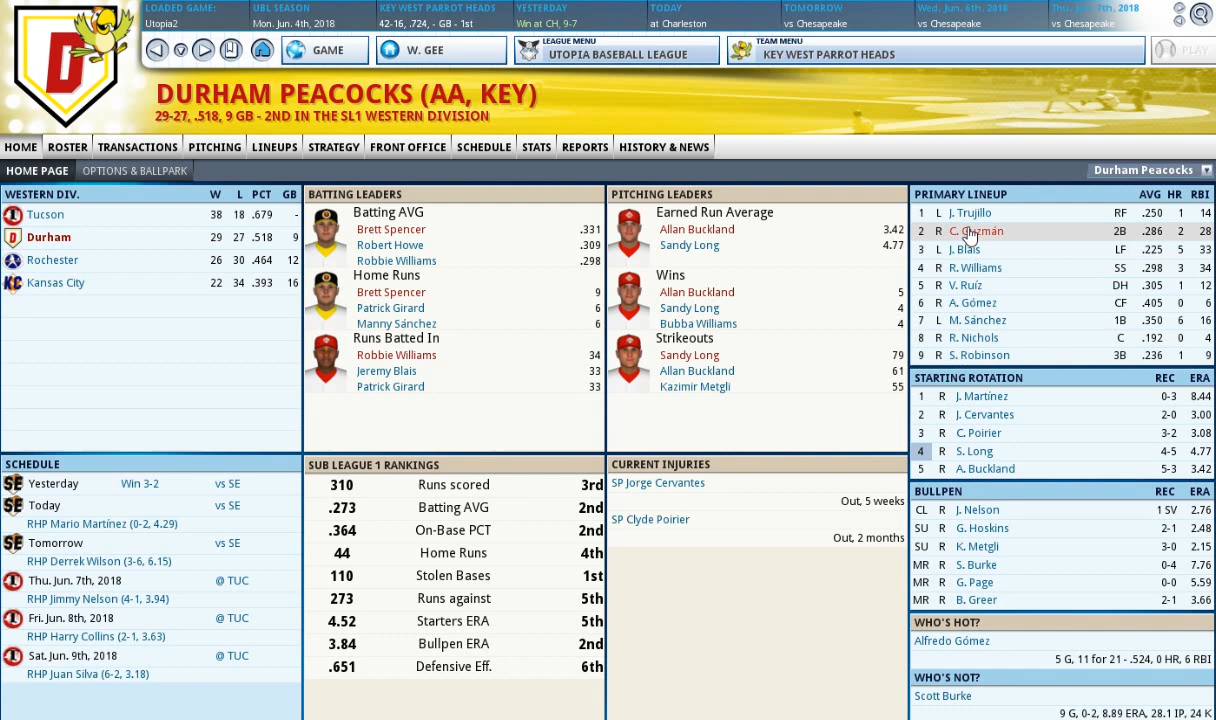 LOADED GAME:
Utopia2
UBL SEASON
Mon. Jun. 4th, 2018
KEY WEST PARROT HEADS
42-16, .724, - GB - 1st
YESTERDAY
Win at CH, 9-7
TODAY
at Charleston
TOMORROW
vs Chesapeake
Wed. Jun. 6th, 2018
vs Chesapeake
Thu. Jun. 7th, 2018
vs Chesapeake
GAME
W. GEE
LEAGUE MENU
UTOPIA BASEBALL LEAGUE
TEAM MENU
KEY WEST PARROT HEADS
PLAY
D
DURHAM PEACOCKS (AA, KEY)
29-27, .518, 9 GB - 2ND IN THE SL1 WESTERN DIVISION
HOME ROSTER TRANSACTIONS PITCHING LINEUPS STRATEGY FRONT OFFICE SCHEDULE STATS REPORTS HISTORY & NEWS
HOME PAGE OPTIONS & BALLPARK
Durham Peacocks
WESTERN DIV. W L PCT GB
Tucson 38 18 .679 -
Durham 29 27 .518 9
Rochester 26 30 .464 12
Kansas City 22 34 .393 16
BATTING LEADERS
Batting AVG
Brett Spencer .331
Robert Howe .309
Robbie Williams .298
Home Runs
Brett Spencer 9
Patrick Girard 6
Manny Sánchez 6
Runs Batted In
Robbie Williams 34
Jeremy Blais 33
Patrick Girard 33
PITCHING LEADERS
Earned Run Average
Allan Buckland 3.42
Sandy Long 4.77
Wins
Allan Buckland 5
Sandy Long 4
Bubba Williams 4
Strikeouts
Sandy Long 79
Allan Buckland 61
Kazimir Metgli 55
PRIMARY LINEUP AVG HR RBI
1 L J. Trujillo RF .250 1 14
2 R C. Guzmán 2B .286 2 28
3 L J. Blais LF .225 5 33
4 R R. Williams SS .298 3 34
5 R V. Ruíz DH .305 1 12
6 R A. Gómez CF .405 0 6
7 L M. Sánchez 1B .350 6 16
8 R R. Nichols C .192 0 4
9 R S. Robinson 3B .236 1 9
STARTING ROTATION REC ERA
1 R J. Martínez 0-3 8.44
2 R J. Cervantes 2-0 3.00
3 R C. Poirier 3-2 3.08
4 R S. Long 4-5 4.77
5 R A. Buckland 5-3 3.42
BULLPEN REC ERA
CL R J. Nelson 1 SV 2.76
SU R G. Hoskins 2-1 2.48
SU R K. Metgli 3-0 2.15
MR R S. Burke 0-4 7.76
MR R G. Page 0-0 5.59
MR R B. Greer 2-1 3.66
WHO'S HOT?
Alfredo Gómez
5 G, 11 for 21 - .524, 0 HR, 6 RBI
WHO'S NOT?
Scott Burke
9 G, 0-2, 8.89 ERA, 28.1 IP, 24 K
SCHEDULE
Yesterday Win 3-2 vs SE
Today vs SE
RHP Mario Martínez (0-2, 4.29)
Tomorrow vs SE
RHP Derrek Wilson (3-6, 6.15)
Thu. Jun. 7th, 2018 @ TUC
RHP Jimmy Nelson (4-1, 3.94)
Fri. Jun. 8th, 2018 @ TUC
RHP Harry Collins (2-1, 3.63)
Sat. Jun. 9th, 2018 @ TUC
RHP Juan Silva (6-2, 3.18)
SUB LEAGUE 1 RANKINGS
310 Runs scored 3rd
.273 Batting AVG 2nd
.364 On-Base PCT 2nd
44 Home Runs 4th
110 Stolen Bases 1st
273 Runs against 5th
4.52 Starters ERA 5th
3.84 Bullpen ERA 2nd
.651 Defensive Eff. 6th
CURRENT INJURIES
SP Jorge Cervantes
Out, 5 weeks
SP Clyde Poirier
Out, 2 months